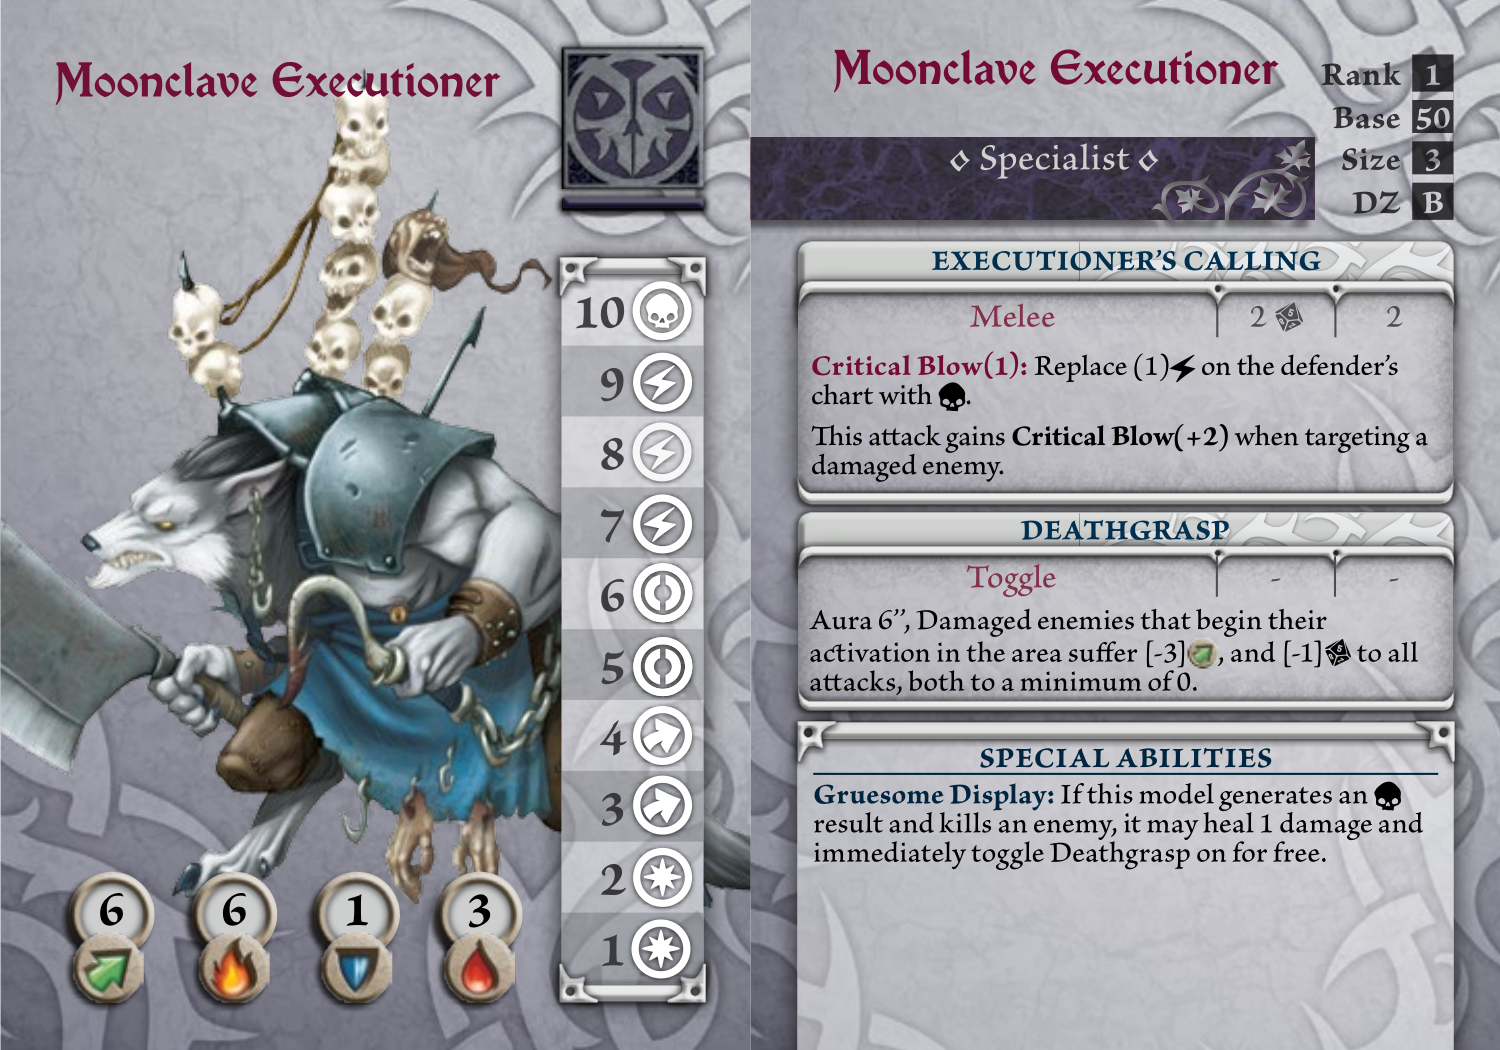 Moonclave Executioner
10
9
8
7
6
5
4
3
2
1
6 6 1 3
Moonclave Executioner
Rank 1
Base 50
Size 3
DZ B
Specialist
EXECUTIONER'S CALLING
Melee 2 2
Critical Blow(1): Replace (1) on the defender's
chart with .
This attack gains Critical Blow(+2) when targeting a
damaged enemy.
DEATHGRASP
Toggle - -
Aura 6", Damaged enemies that begin their
activation in the area suffer [-3] , and [-1] to all
attacks, both to a minimum of 0.
SPECIAL ABILITIES
Gruesome Display: If this model generates an
result and kills an enemy, it may heal 1 damage and
immediately toggle Deathgrasp on for free.